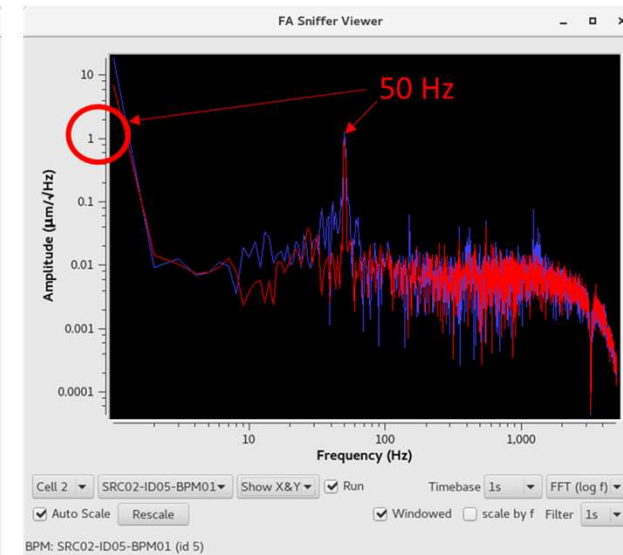 FA Sniffer Viewer
50 Hz
10
1
0.1
0.01
0.001
0.0001
Amplitude (µm/√Hz)
10 100 1,000
Frequency (Hz)
Cell 2 SRC02-ID05-BPM01 Show X&Y Run Timebase 1s FFT (log f)
Auto Scale Rescale Windowed scale by f Filter 1s
BPM: SRC02-ID05-BPM01 (id 5)